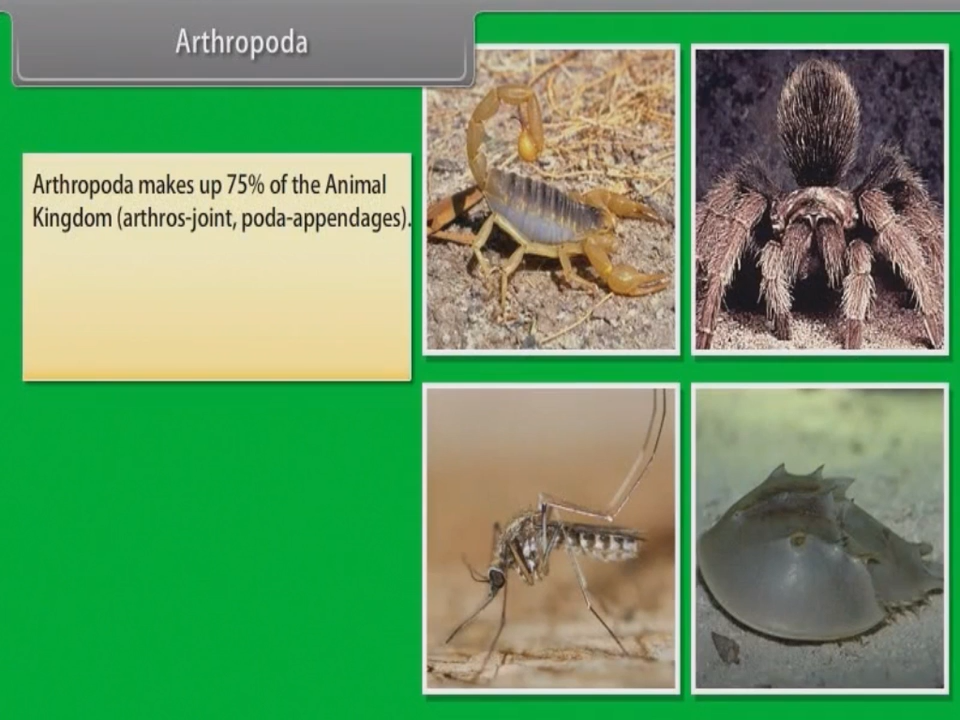 Arthropoda
Arthropoda makes up 75% of the Animal
Kingdom (arthros-joint, poda-appendages).